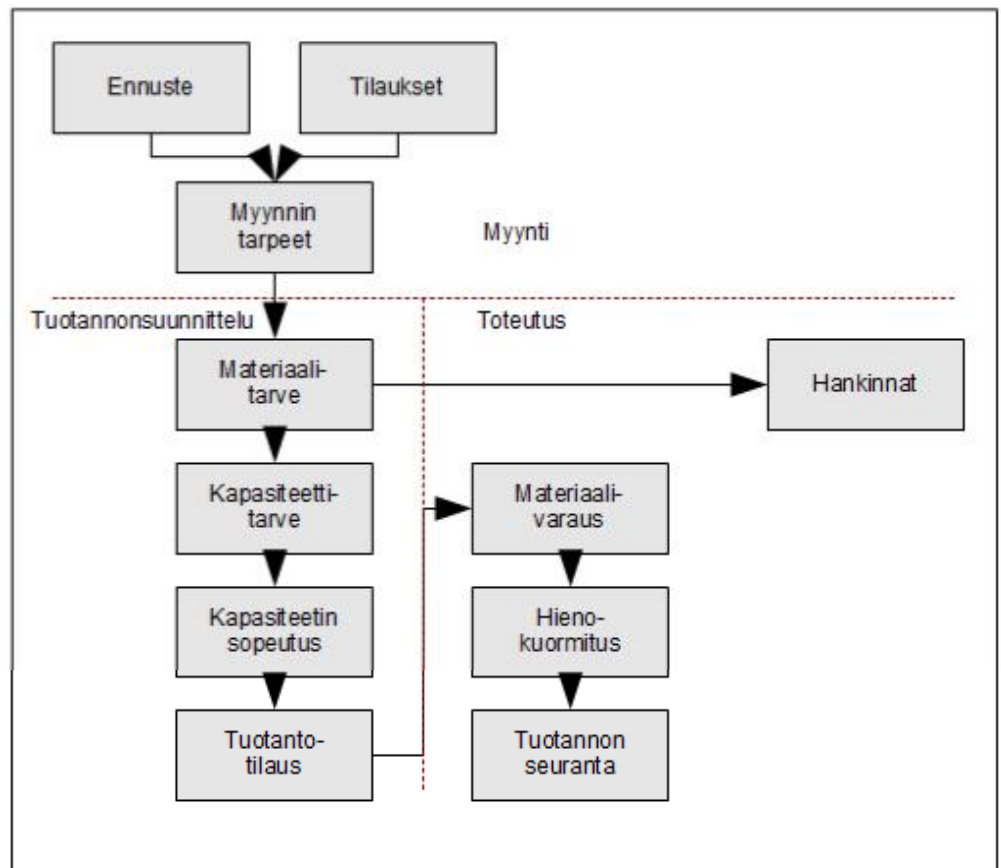 Ennuste
Tilaukset
Myynnin
tarpeet
Myynti
Tuotannonsuunnittelu
Toteutus
Materiaali-
tarve
Hankinnat
Kapasiteetti-
tarve
Materiaali-
varaus
Kapasiteetin
sopeutus
Hieno-
kuormitus
Tuotanto-
tilaus
Tuotannon
seuranta